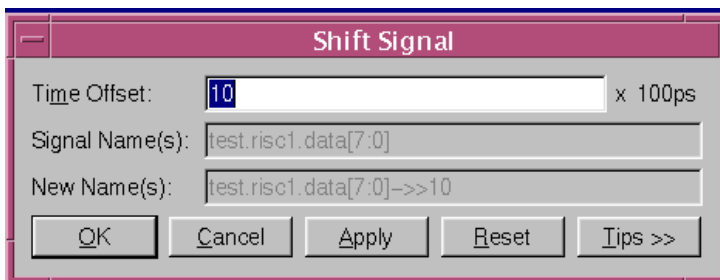 Shift Signal
Time Offset: 10 x 100ps
Signal Name(s): test.risc1.data[7:0]
New Name(s): test.risc1.data[7:0]->>10
OK Cancel Apply Reset Tips >>